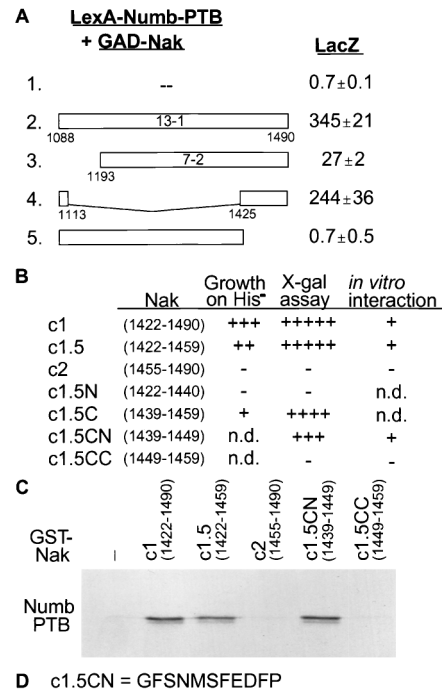 A LexA-Numb-PTB
+ GAD-Nak LacZ
1. -- 0.7±0.1
2. 13-1 345±21
1088 1490
3. 7-2 27±2
1193
4. 244±36
1113 1425
5. 0.7±0.5
B Growth X-gal in vitro
Nak on His⁻ assay interaction
c1 (1422-1490) +++ +++++ +
c1.5 (1422-1459) ++ +++++ +
c2 (1455-1490) - - -
c1.5N (1422-1440) - - n.d.
c1.5C (1439-1459) + ++++ n.d.
c1.5CN (1439-1449) n.d. +++ +
c1.5CC (1449-1459) n.d. - -
C
GST-
Nak
–
c1
(1422-1490)
c1.5
(1422-1459)
c2
(1455-1490)
c1.5CN
(1439-1449)
c1.5CC
(1449-1459)
Numb
PTB
D c1.5CN = GFSNMSFEDFP